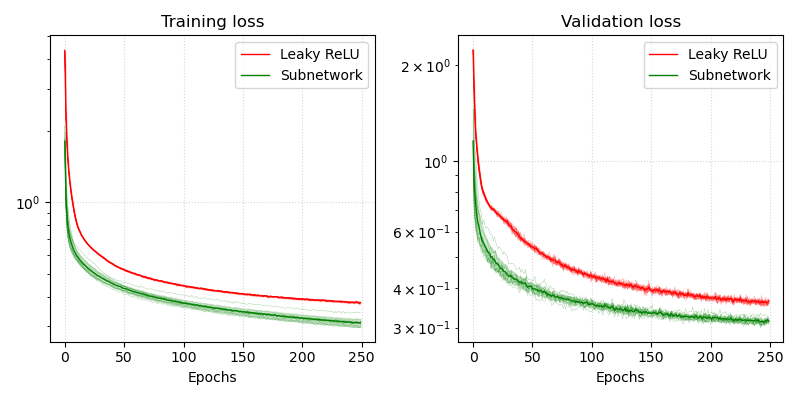 Training loss
Leaky ReLU
Subnetwork
10⁰
0 50 100 150 200 250
Epochs
Validation loss
Leaky ReLU
Subnetwork
2 × 10⁰
10⁰
6 × 10⁻¹
4 × 10⁻¹
3 × 10⁻¹
0 50 100 150 200 250
Epochs